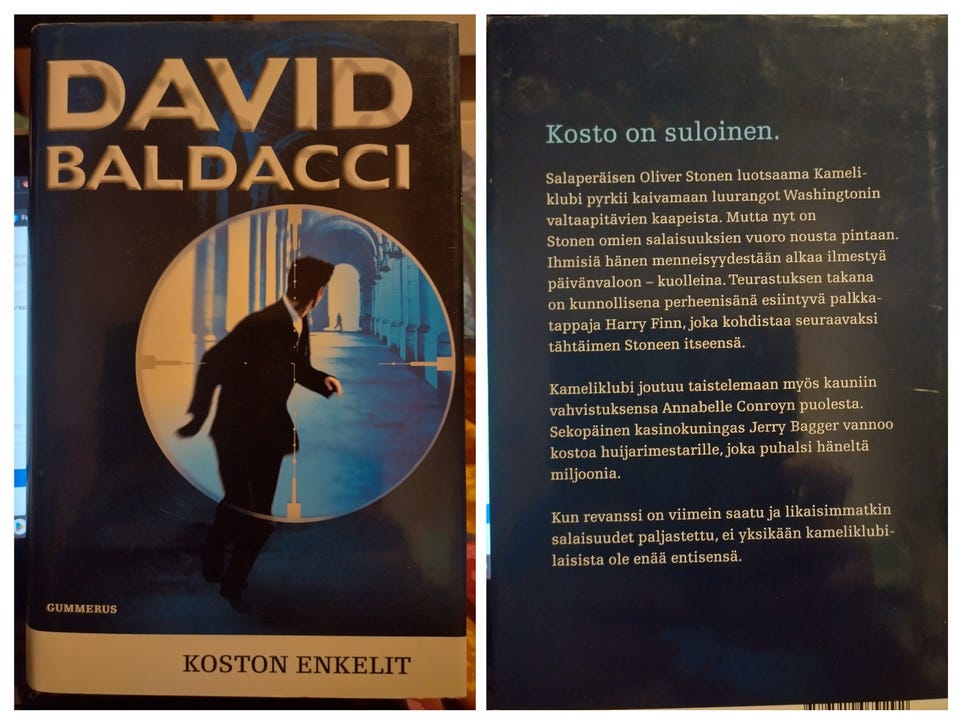 DAVID
BALDACCI
GUMMERUS
KOSTON ENKELIT
Kosto on suloinen.
Salaperäisen Oliver Stonen luotsaama Kameli-
klubi pyrkii kaivamaan luurangot Washingtonin
valtaapitävien kaapeista. Mutta nyt on
Stonen omien salaisuuksien vuoro nousta pintaan.
Ihmisiä hänen menneisyydestään alkaa ilmestyä
päivänvaloon – kuolleina. Teurastuksen takana
on kunnollisena perheenisänä esiintyvä palkka-
tappaja Harry Finn, joka kohdistaa seuraavaksi
tähtäimen Stoneen itseensä.
Kameliklubi joutuu taistelemaan myös kauniin
vahvistuksensa Annabelle Conroyn puolesta.
Sekopäinen kasinokuningas Jerry Bagger vannoo
kostoa huijarimestarille, joka puhalsi häneltä
miljoonia.
Kun revanssi on viimein saatu ja likaisimmatkin
salaisuudet paljastettu, ei yksikään kameliklubi-
laisista ole enää entisensä.